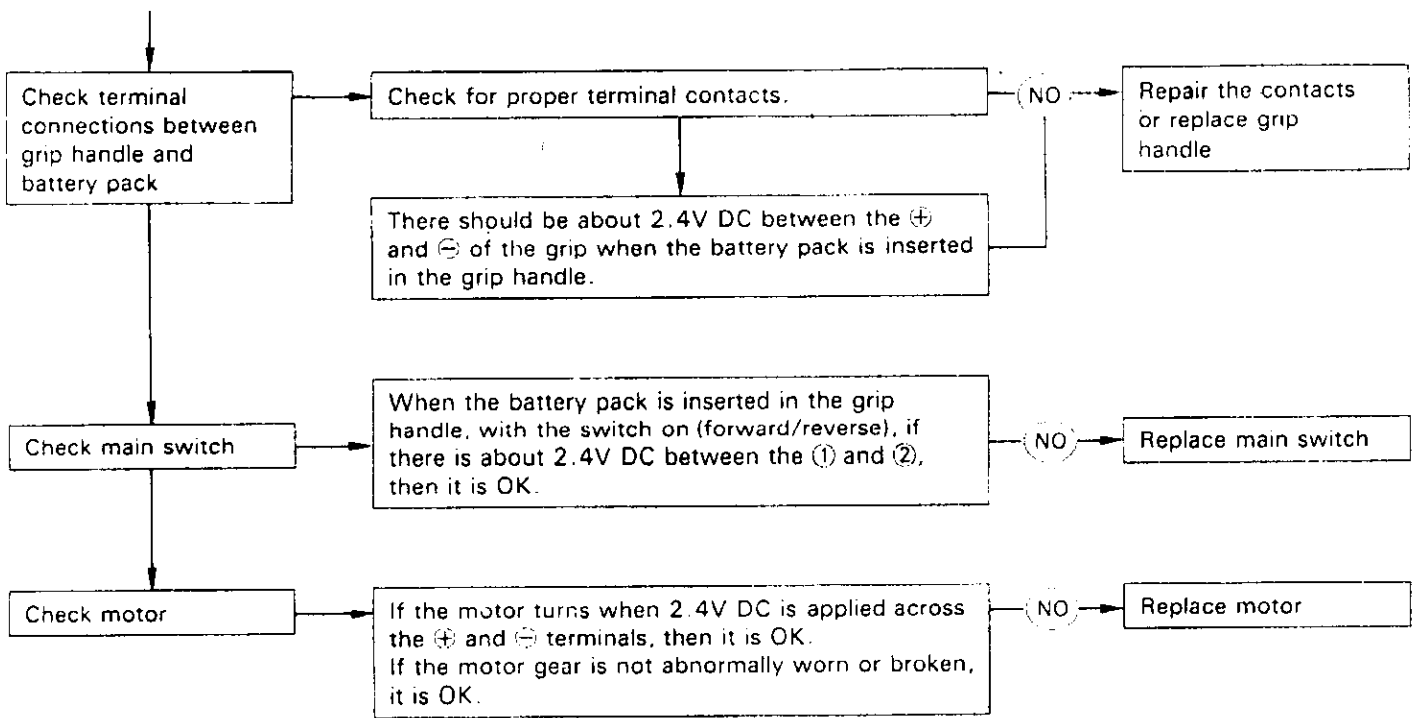 Check terminal
connections between
grip handle and
battery pack
Check for proper terminal contacts.
NO
Repair the contacts
or replace grip
handle
There should be about 2.4V DC between the ⊕
and ⊖ of the grip when the battery pack is inserted
in the grip handle.
Check main switch
When the battery pack is inserted in the grip
handle, with the switch on (forward/reverse), if
there is about 2.4V DC between the ① and ②,
then it is OK.
NO
Replace main switch
Check motor
If the motor turns when 2.4V DC is applied across
the ⊕ and ⊖ terminals, then it is OK.
If the motor gear is not abnormally worn or broken,
it is OK.
NO
Replace motor